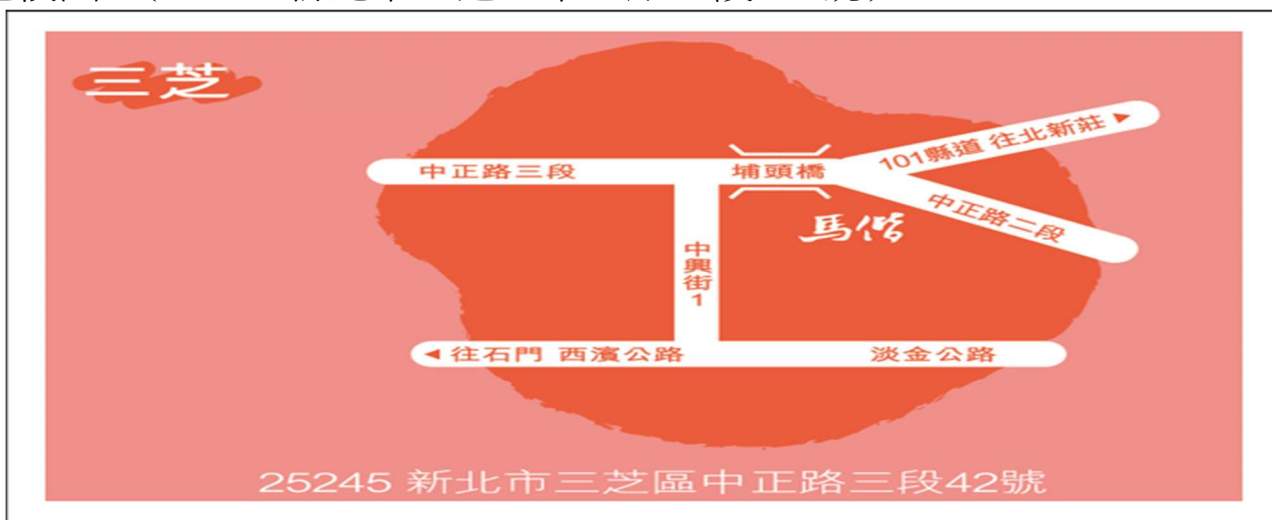 三芝
101縣道 往北新莊 ▶
中正路三段
埔頭橋
中正路二段
馬偕
中興街1
◀往石門 西濱公路
淡金公路
25245 新北市三芝區中正路三段42號